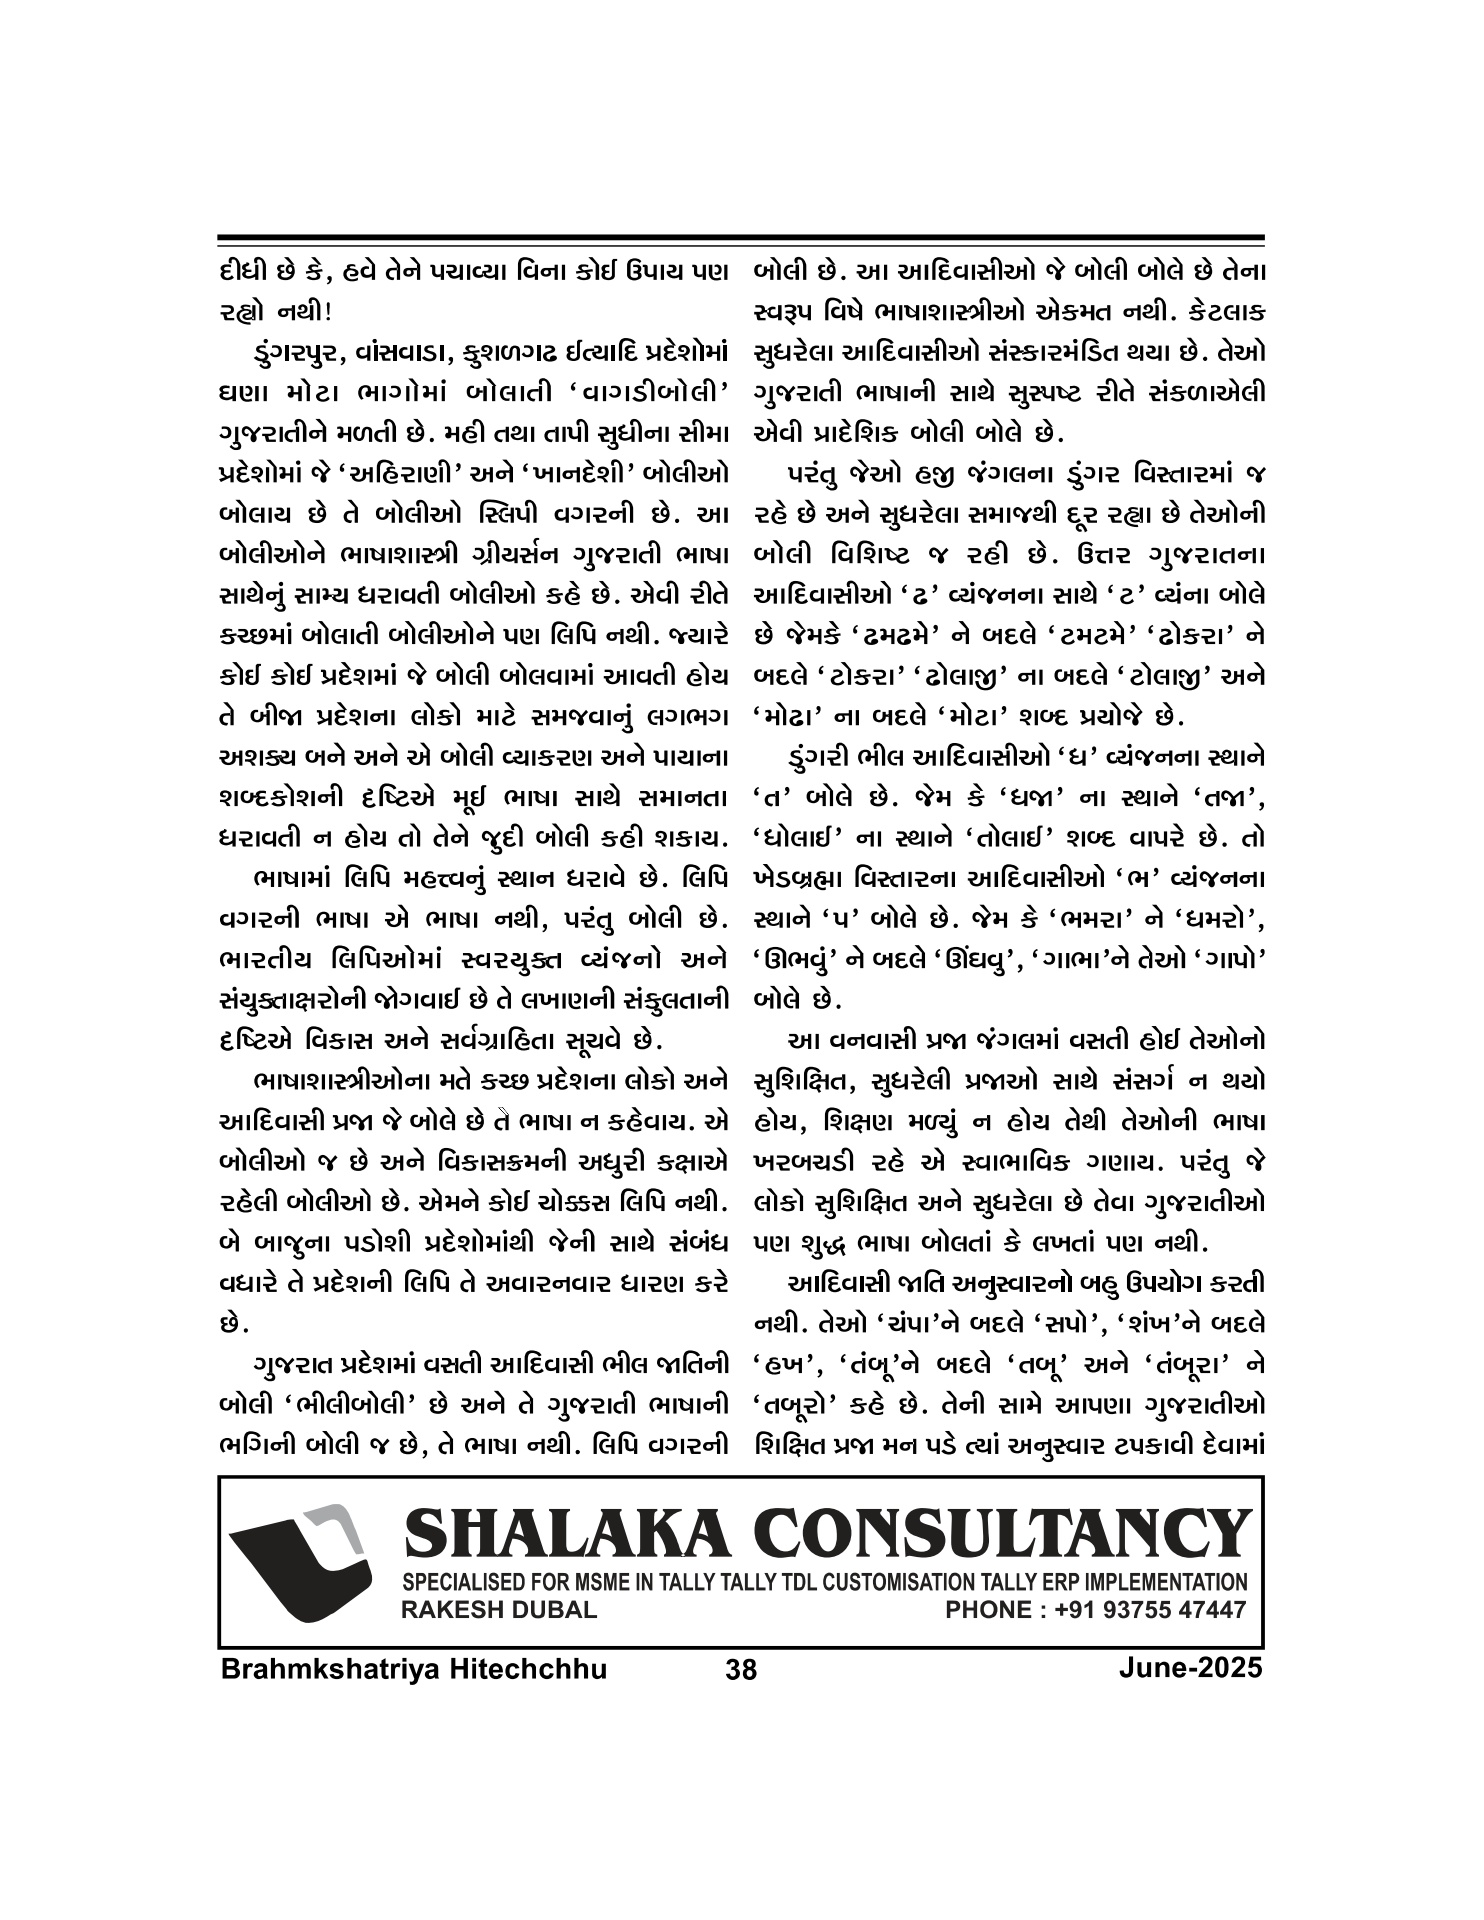 દીધી છે કે, હવે તેને પચાવ્યા વિના કોઈ ઉપાય પણ
રહ્યો નથી!
ડુંગરપુર, વાંસવાડા, કુશળગઢ ઈત્યાદિ પ્રદેશોમાં
ઘણા મોટા ભાગોમાં બોલાતી ‘વાગડીબોલી’
ગુજરાતીને મળતી છે. મહી તથા તાપી સુધીના સીમા
પ્રદેશોમાં જે ‘અહિરાણી’ અને ‘ખાનદેશી’ બોલીઓ
બોલાય છે તે બોલીઓ સ્લિપી વગરની છે. આ
બોલીઓને ભાષાશાસ્ત્રી ગ્રીયર્સન ગુજરાતી ભાષા
સાથેનું સામ્ય ધરાવતી બોલીઓ કહે છે. એવી રીતે
કચ્છમાં બોલાતી બોલીઓને પણ લિપિ નથી. જ્યારે
કોઈ કોઈ પ્રદેશમાં જે બોલી બોલવામાં આવતી હોય
તે બીજા પ્રદેશના લોકો માટે સમજવાનું લગભગ
અશક્ય બને અને એ બોલી વ્યાકરણ અને પાયાના
શબ્દકોશની દૃષ્ટિએ મૂઈ ભાષા સાથે સમાનતા
ધરાવતી ન હોય તો તેને જુદી બોલી કહી શકાય.
ભાષામાં લિપિ મહત્ત્વનું સ્થાન ધરાવે છે. લિપિ
વગરની ભાષા એ ભાષા નથી, પરંતુ બોલી છે.
ભારતીય લિપિઓમાં સ્વરયુક્ત વ્યંજનો અને
સંયુક્તાક્ષરોની જોગવાઈ છે તે લખાણની સંકુલતાની
દૃષ્ટિએ વિકાસ અને સર્વગ્રાહિતા સૂચવે છે.
ભાષાશાસ્ત્રીઓના મતે કચ્છ પ્રદેશના લોકો અને
આદિવાસી પ્રજા જે બોલે છે તે ભાષા ન કહેવાય. એ
બોલીઓ જ છે અને વિકાસક્રમની અધુરી કક્ષાએ
રહેલી બોલીઓ છે. એમને કોઈ ચોક્કસ લિપિ નથી.
બે બાજુના પડોશી પ્રદેશોમાંથી જેની સાથે સંબંધ
વધારે તે પ્રદેશની લિપિ તે અવારનવાર ધારણ કરે
છે.
ગુજરાત પ્રદેશમાં વસતી આદિવાસી ભીલ જાતિની
બોલી ‘ભીલીબોલી’ છે અને તે ગુજરાતી ભાષાની
ભગિની બોલી જ છે, તે ભાષા નથી. લિપિ વગરની
બોલી છે. આ આદિવાસીઓ જે બોલી બોલે છે તેના
સ્વરૂપ વિષે ભાષાશાસ્ત્રીઓ એકમત નથી. કેટલાક
સુધરેલા આદિવાસીઓ સંસ્કારમંડિત થયા છે. તેઓ
ગુજરાતી ભાષાની સાથે સુસ્પષ્ટ રીતે સંકળાએલી
એવી પ્રાદેશિક બોલી બોલે છે.
પરંતુ જેઓ હજી જંગલના ડુંગર વિસ્તારમાં જ
રહે છે અને સુધરેલા સમાજથી દૂર રહ્યા છે તેઓની
બોલી વિશિષ્ટ જ રહી છે. ઉત્તર ગુજરાતના
આદિવાસીઓ ‘ઢ’ વ્યંજનના સાથે ‘ટ’ વ્યંના બોલે
છે જેમકે ‘ઢમઢમે’ ને બદલે ‘ટમટમે’ ‘ઢોકરા’ ને
બદલે ‘ટોકરા’ ‘ઢોલાજી’ ના બદલે ‘ટોલાજી’ અને
‘મોઢા’ ના બદલે ‘મોટા’ શબ્દ પ્રયોજે છે.
ડુંગરી ભીલ આદિવાસીઓ ‘ધ’ વ્યંજનના સ્થાને
‘ત’ બોલે છે. જેમ કે ‘ધજા’ ના સ્થાને ‘તજા’,
‘ધોલાઈ’ ના સ્થાને ‘તોલાઈ’ શબ્દ વાપરે છે. તો
ખેડબ્રહ્મા વિસ્તારના આદિવાસીઓ ‘ભ’ વ્યંજનના
સ્થાને ‘પ’ બોલે છે. જેમ કે ‘ભમરા’ ને ‘ધમરો’,
‘ઊભવું’ ને બદલે ‘ઊંઘવુ’, ‘ગાભા’ને તેઓ ‘ગાપો’
બોલે છે.
આ વનવાસી પ્રજા જંગલમાં વસતી હોઈ તેઓનો
સુશિક્ષિત, સુધરેલી પ્રજાઓ સાથે સંસર્ગ ન થયો
હોય, શિક્ષણ મળ્યું ન હોય તેથી તેઓની ભાષા
ખરબચડી રહે એ સ્વાભાવિક ગણાય. પરંતુ જે
લોકો સુશિક્ષિત અને સુધરેલા છે તેવા ગુજરાતીઓ
પણ શુદ્ધ ભાષા બોલતાં કે લખતાં પણ નથી.
આદિવાસી જાતિ અનુસ્વારનો બહુ ઉપયોગ કરતી
નથી. તેઓ ‘ચંપા’ને બદલે ‘સપો’, ‘શંખ’ને બદલે
‘હખ’, ‘તંબૂ’ને બદલે ‘તબૂ’ અને ‘તંબૂરા’ ને
‘તબૂરો’ કહે છે. તેની સામે આપણા ગુજરાતીઓ
શિક્ષિત પ્રજા મન પડે ત્યાં અનુસ્વાર ટપકાવી દેવામાં
SHALAKA CONSULTANCY
SPECIALISED FOR MSME IN TALLY TALLY TDL CUSTOMISATION TALLY ERP IMPLEMENTATION
RAKESH DUBAL PHONE : +91 93755 47447
Brahmkshatriya Hitechchhu 38 June-2025